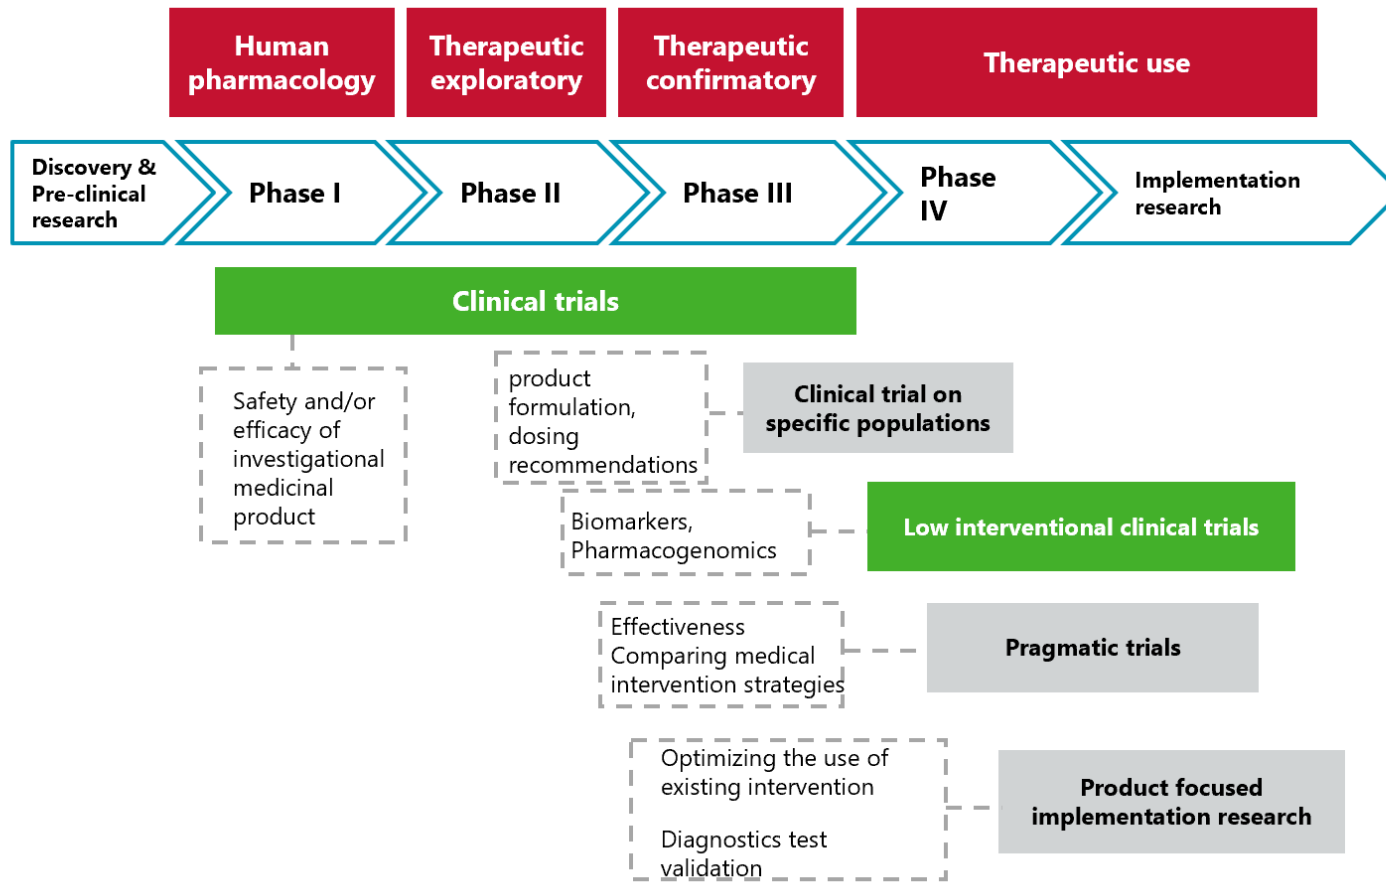 Human
pharmacology
Therapeutic
exploratory
Therapeutic
confirmatory
Therapeutic use
Discovery &
Pre-clinical
research
Phase I
Phase II
Phase III
Phase
IV
Implementation
research
Clinical trials
Safety and/or
efficacy of
investigational
medicinal
product
product
formulation,
dosing
recommendations
Clinical trial on
specific populations
Biomarkers,
Pharmacogenomics
Low interventional clinical trials
Effectiveness
Comparing medical
intervention strategies
Pragmatic trials
Optimizing the use of
existing intervention
Diagnostics test
validation
Product focused
implementation research